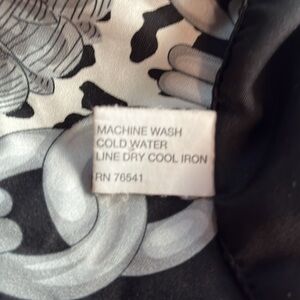 MACHINE WASH
COLD WATER
LINE DRY COOL IRON
RN 76541